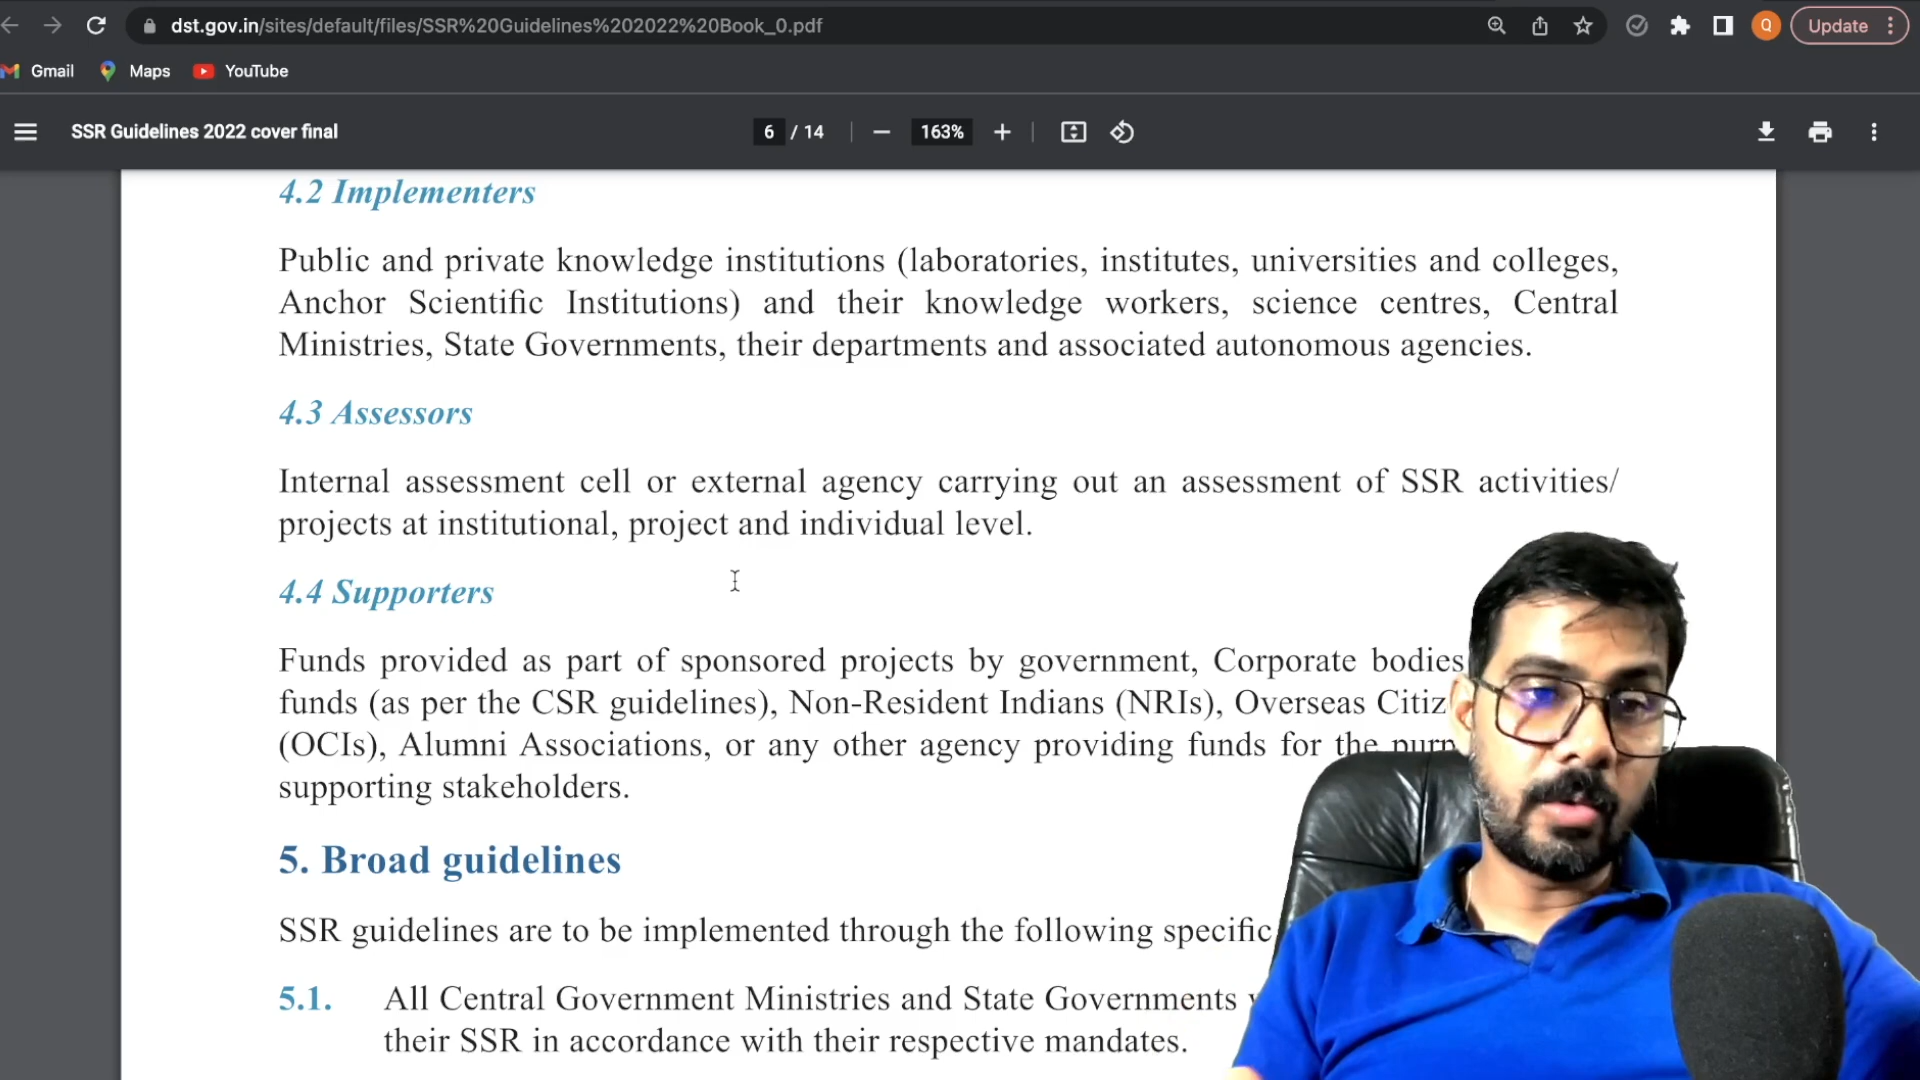 dst.gov.in/sites/default/files/SSR%20Guidelines%202022%20Book_0.pdf
Q
Update
Gmail
Maps
YouTube
SSR Guidelines 2022 cover final
6 / 14
163%
4.2 Implementers
Public and private knowledge institutions (laboratories, institutes, universities and colleges,
Anchor Scientific Institutions) and their knowledge workers, science centres, Central
Ministries, State Governments, their departments and associated autonomous agencies.
4.3 Assessors
Internal assessment cell or external agency carrying out an assessment of SSR activities/
projects at institutional, project and individual level.
4.4 Supporters
Funds provided as part of sponsored projects by government, Corporate bodies
funds (as per the CSR guidelines), Non-Resident Indians (NRIs), Overseas
(OCIs), Alumni Associations, or any other agency providing funds for the
supporting stakeholders.
5. Broad guidelines
SSR guidelines are to be implemented through the following specific
5.1. All Central Government Ministries and State Governments
their SSR in accordance with their respective mandates.